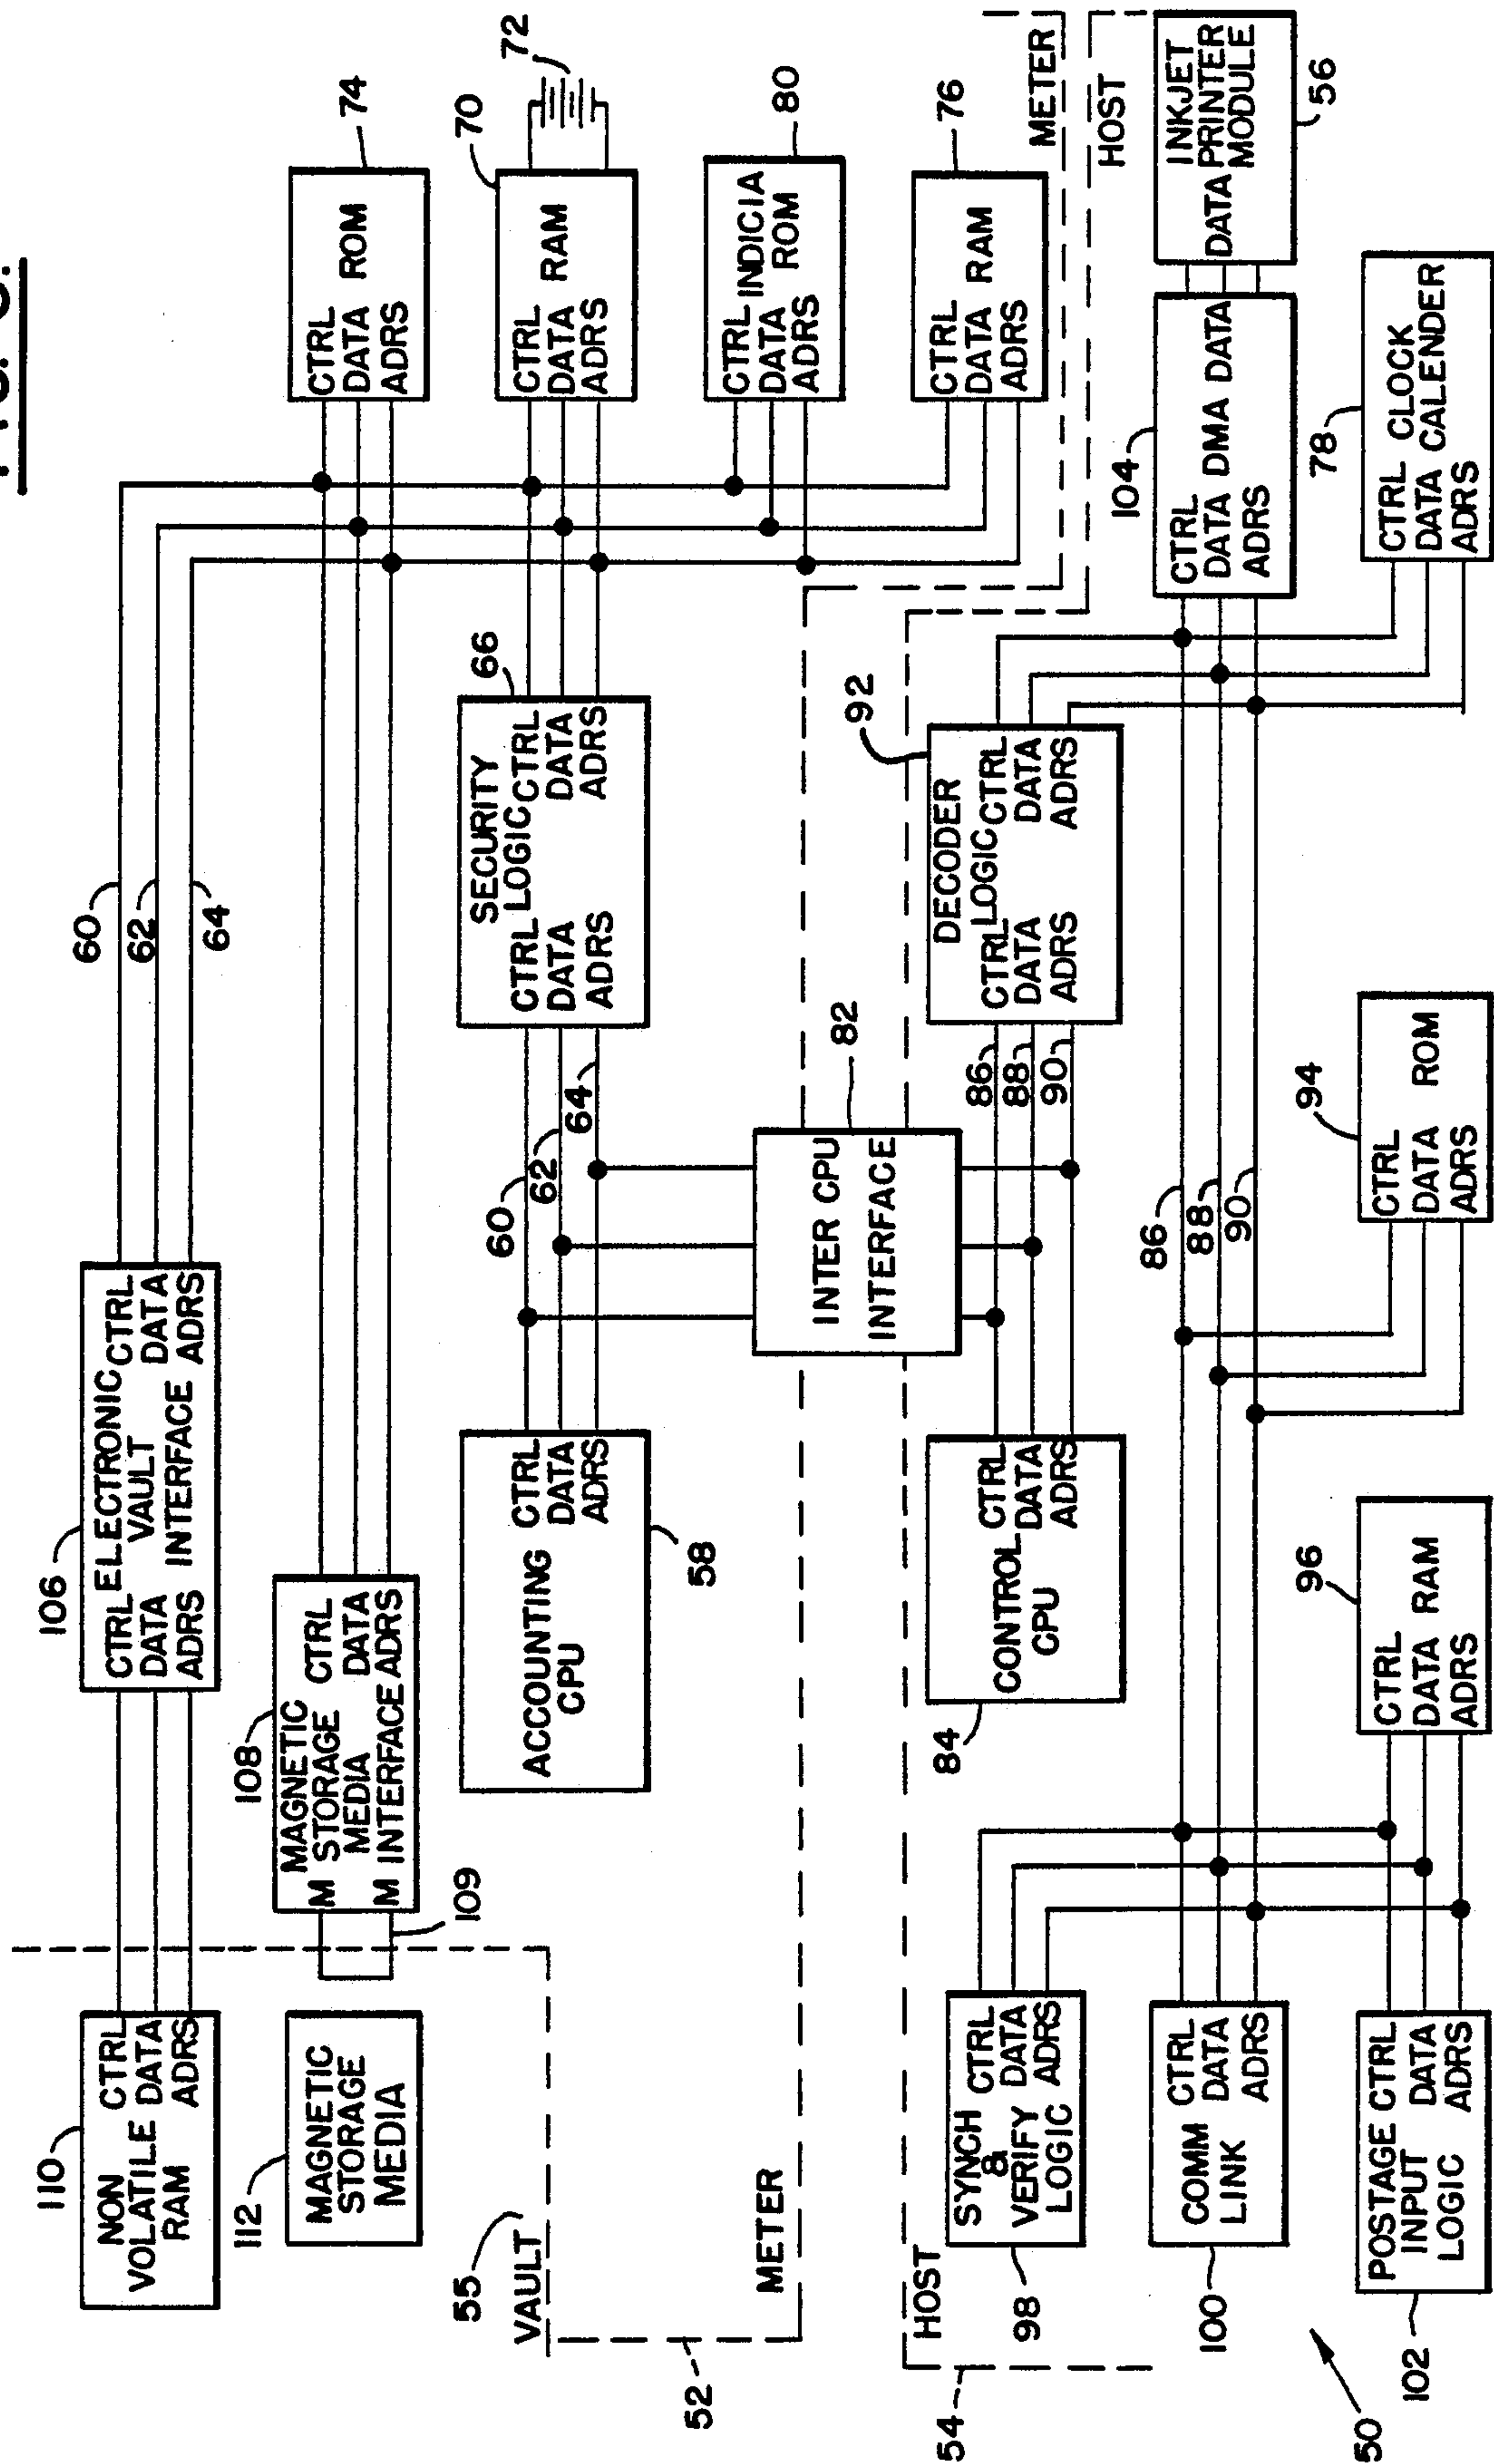 110
NON
VOLATILE
RAM
CTRL
DATA
ADRS
106
ELECTRONIC
VAULT
INTERFACE
CTRL
DATA
ADRS
CTRL
DATA
ADRS
60
62
64
74
CTRL
DATA ROM
ADRS
112
MAGNETIC
STORAGE
MEDIA
108
MAGNETIC
STORAGE
MEDIA
INTERFACE
M
M
CTRL
DATA
ADRS
109
70
72
CTRL
DATA RAM
ADRS
55
VAULT
ACCOUNTING
CPU
CTRL
DATA
ADRS
58
60
62
64
66
SECURITY
LOGIC
CTRL
DATA
ADRS
CTRL
DATA
ADRS
80
CTRL INDICIA
DATA ROM
ADRS
76
CTRL
DATA RAM
ADRS
52
METER
METER
82
INTER CPU
INTERFACE
HOST
HOST
54
84
CONTROL
CPU
CTRL
DATA
ADRS
86
88
90
92
DECODER
LOGIC
CTRL
DATA
ADRS
CTRL
DATA
ADRS
98
SYNCH
&
VERIFY
LOGIC
CTRL
DATA
ADRS
100
COMM
LINK
CTRL
DATA
ADRS
86
88
90
104
CTRL
DATA DMA DATA
ADRS
INKJET
DATA PRINTER
MODULE
56
102
POSTAGE
INPUT
LOGIC
CTRL
DATA
ADRS
96
CTRL
DATA RAM
ADRS
94
CTRL
DATA ROM
ADRS
78
CTRL CLOCK
DATA CALENDER
ADRS
50